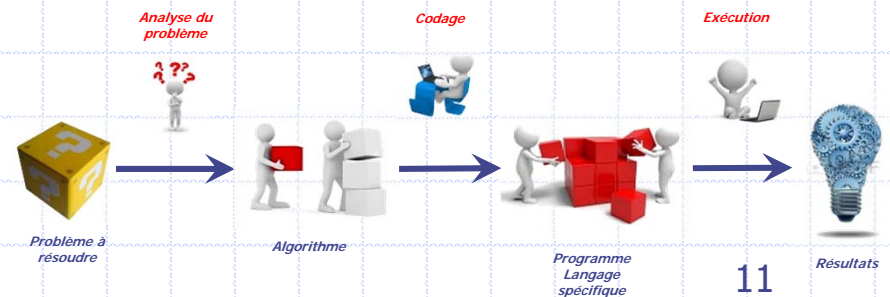 Analyse du
problème
Codage
Exécution
Problème à
résoudre
Algorithme
Programme
Langage
spécifique
11
Résultats